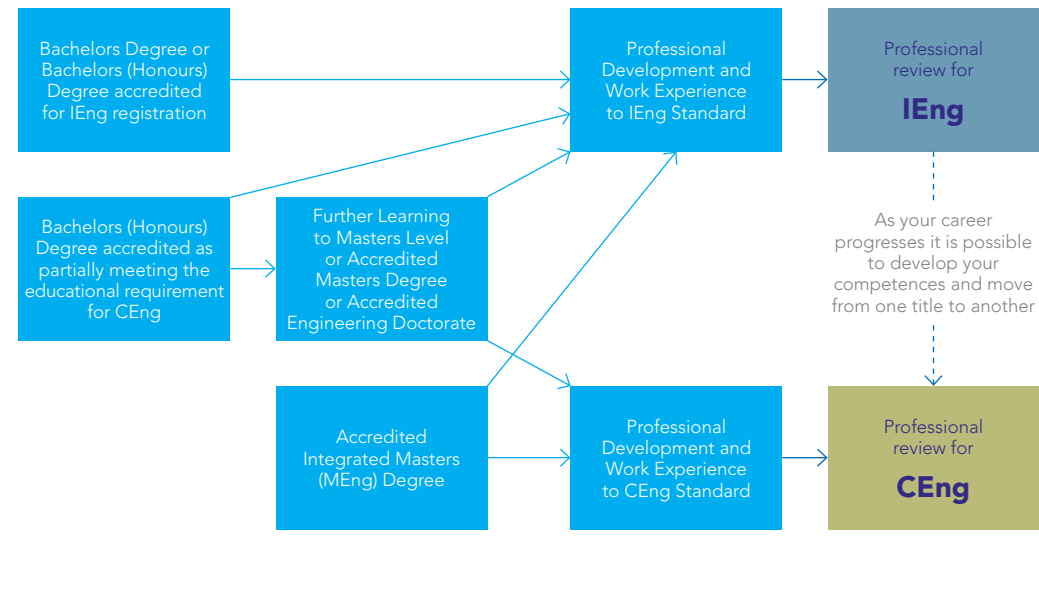 Bachelors Degree or
Bachelors (Honours)
Degree accredited
for IEng registration
Professional
Development and
Work Experience
to IEng Standard
Professional
review for
IEng
Bachelors (Honours)
Degree accredited as
partially meeting the
educational requirement
for CEng
Further Learning
to Masters Level
or Accredited
Masters Degree
or Accredited
Engineering Doctorate
As your career
progresses it is possible
to develop your
competences and move
from one title to another
Accredited
Integrated Masters
(MEng) Degree
Professional
Development and
Work Experience
to CEng Standard
Professional
review for
CEng